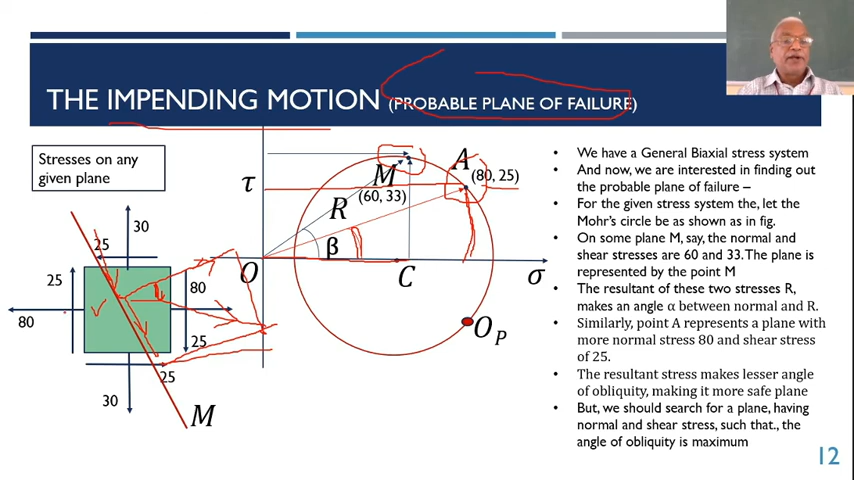 THE IMPENDING MOTION (PROBABLE PLANE OF FAILURE)
Stresses on any
given plane
30
25
25
80
80
25
25
30
M
τ
A
(80, 25)
M
(60, 33)
R
β
O
C
σ
O_P
• We have a General Biaxial stress system
• And now, we are interested in finding out
the probable plane of failure –
• For the given stress system the, let the
Mohr's circle be as shown as in fig.
• On some plane M, say, the normal and
shear stresses are 60 and 33. The plane is
represented by the point M
• The resultant of these two stresses R,
makes an angle α between normal and R.
• Similarly, point A represents a plane with
more normal stress 80 and shear stress
of 25.
• The resultant stress makes lesser angle
of obliquity, making it more safe plane
• But, we should search for a plane, having
normal and shear stress, such that., the
angle of obliquity is maximum
12